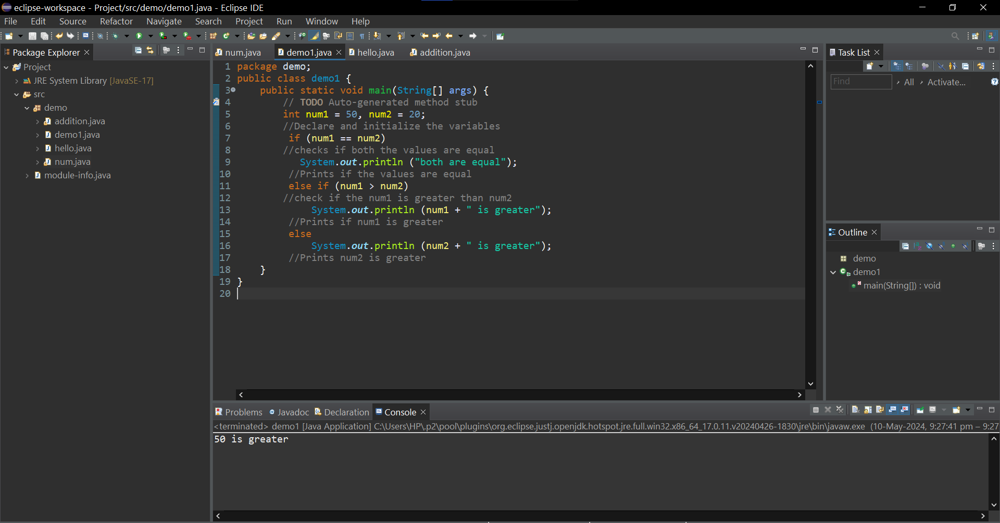 eclipse-workspace - Project/src/demo/demo1.java - Eclipse IDE
File Edit Source Refactor Navigate Search Project Run Window Help
Package Explorer
Project
JRE System Library [JavaSE-17]
src
demo
addition.java
demo1.java
hello.java
num.java
module-info.java
num.java demo1.java hello.java addition.java
1 package demo;
2 public class demo1 {
3 public static void main(String[] args) {
4 // TODO Auto-generated method stub
5 int num1 = 50, num2 = 20;
6 //Declare and initialize the variables
7 if (num1 == num2)
8 //checks if both the values are equal
9 System.out.println ("both are equal");
10 //Prints if the values are equal
11 else if (num1 > num2)
12 //check if the num1 is greater than num2
13 System.out.println (num1 + " is greater");
14 //Prints if num1 is greater
15 else
16 System.out.println (num2 + " is greater");
17 //Prints num2 is greater
18 }
19 }
20
Task List
Find All Activate...
Outline
demo
demo1
main(String[]) : void
Problems Javadoc Declaration Console
<terminated> demo1 [Java Application] C:\Users\HP\.p2\pool\plugins\org.eclipse.justj.openjdk.hotspot.jre.full.win32.x86_64_17.0.11.v20240426-1830\jre\bin\javaw.exe (10-May-2024, 9:27:41 pm – 9:27
50 is greater